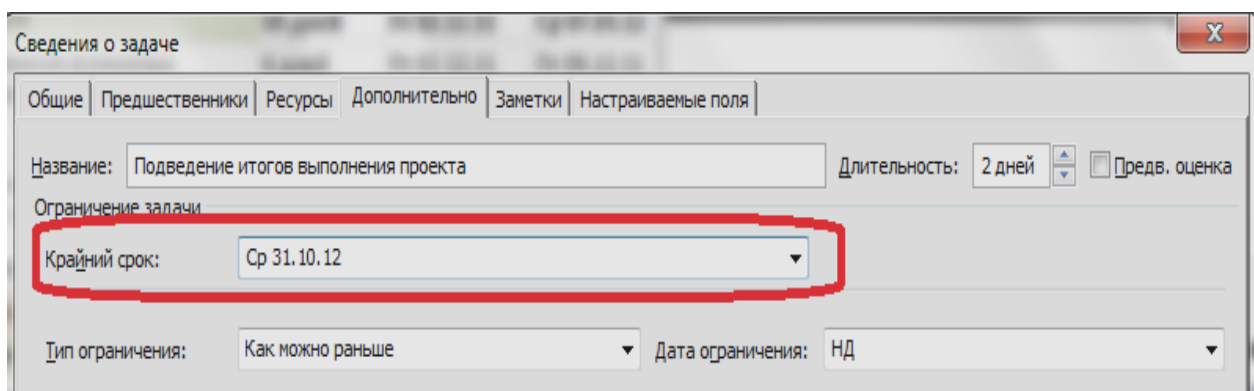 Сведения о задаче
Общие Предшественники Ресурсы Дополнительно Заметки Настраиваемые поля
Название: Подведение итогов выполнения проекта Длительность: 2 дней Предв. оценка
Ограничение задачи
Крайний срок: Ср 31.10.12
Тип ограничения: Как можно раньше Дата ограничения: НД